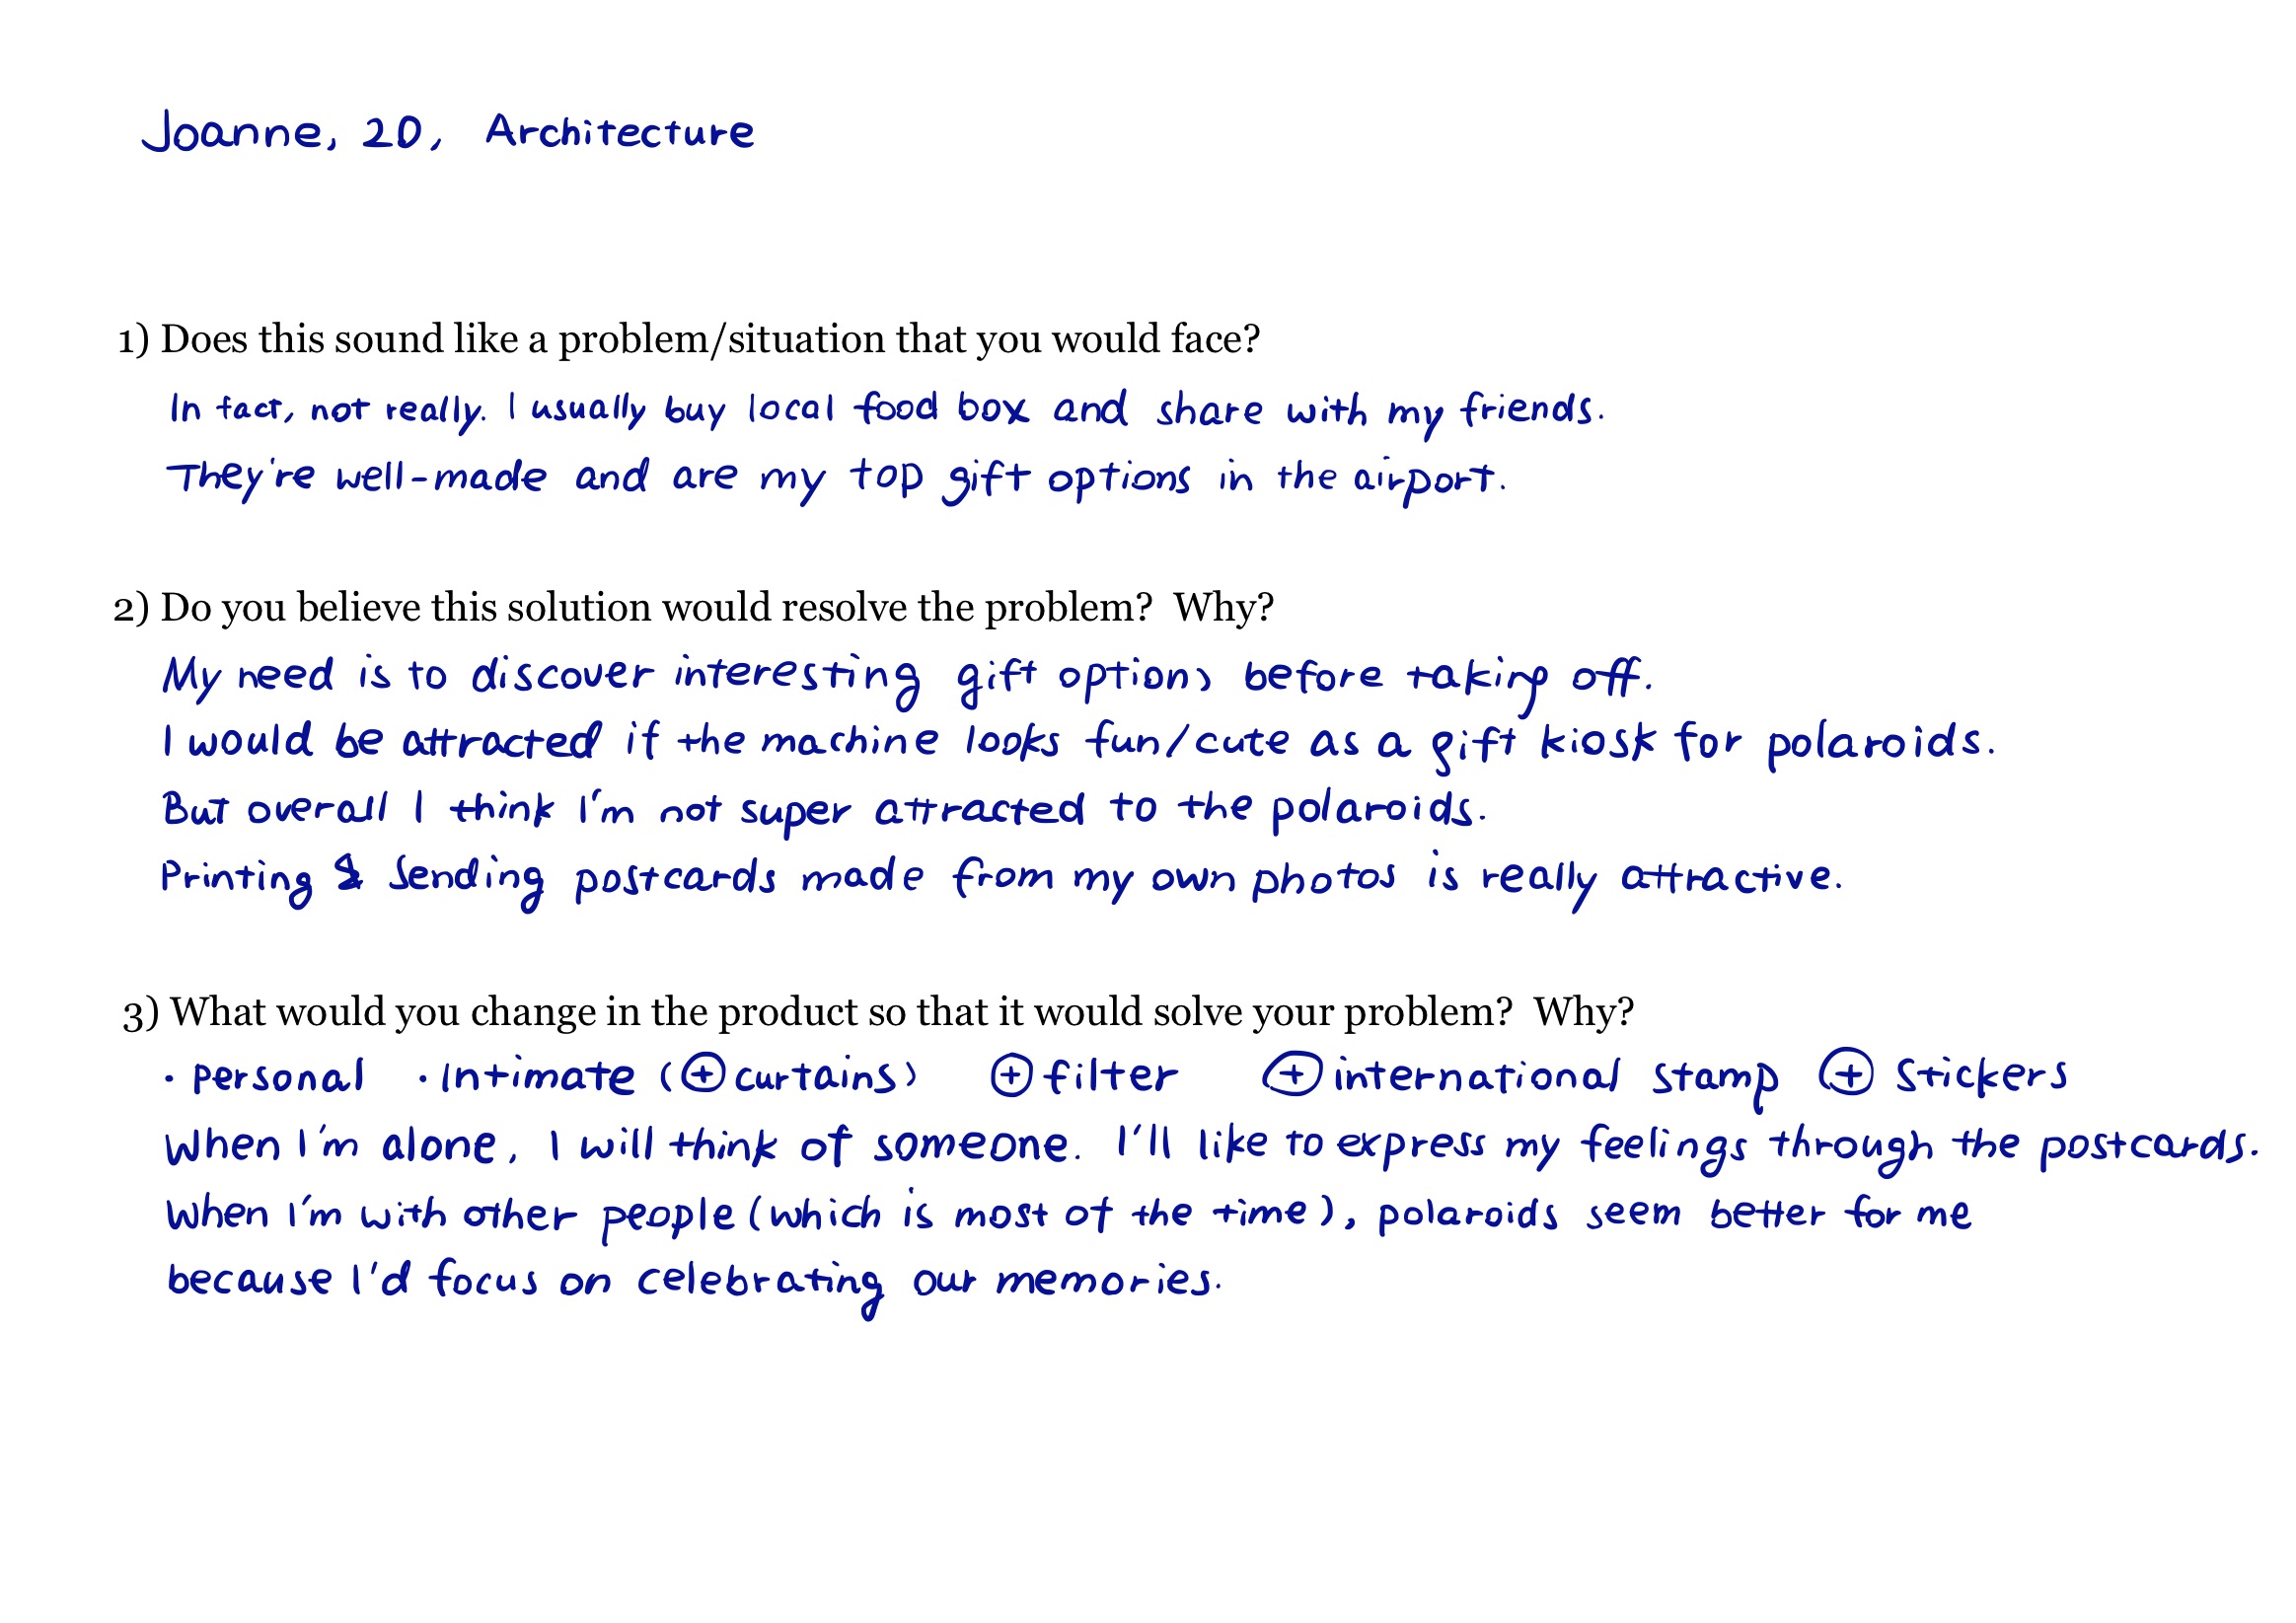 Joanne, 20, Architecture
1) Does this sound like a problem/situation that you would face?
In fact, not really. I usually buy local food box and share with my friends.
They're well-made and are my top gift options in the airport.
2) Do you believe this solution would resolve the problem? Why?
My need is to discover interesting gift options before taking off.
I would be attracted if the machine looks fun/cute as a gift kiosk for polaroids.
But overall I think I'm not super attracted to the polaroids.
Printing & Sending postcards made from my own photos is really attractive.
3) What would you change in the product so that it would solve your problem? Why?
· Personal · Intimate (⊕ curtains) ⊕ filter ⊕ international stamp ⊕ Stickers
When I'm alone, I will think of someone. I'll like to express my feelings through the postcards.
When I'm with other people (which is most of the time), polaroids seem better for me
because I'd focus on celebrating our memories.